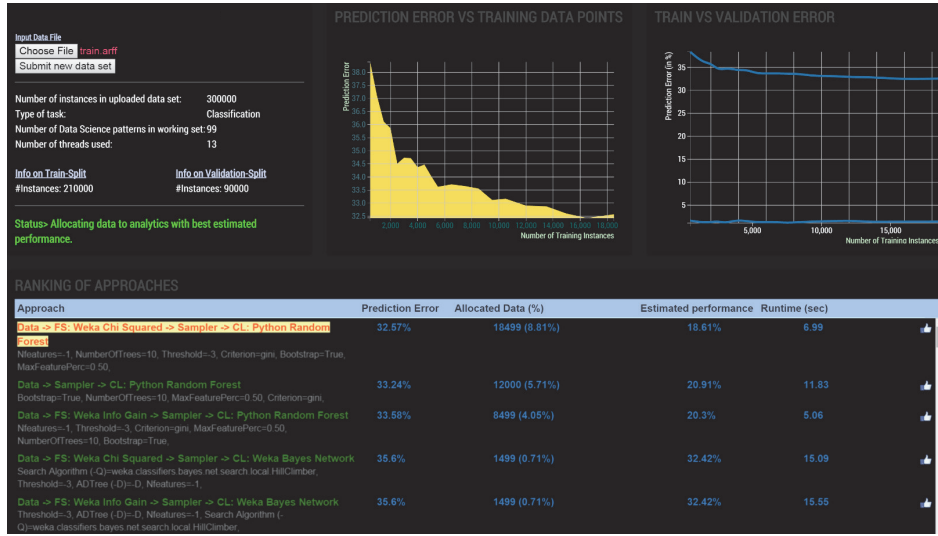 Input Data File
Choose File train.arff
Submit new data set
Number of instances in uploaded data set: 300000
Type of task: Classification
Number of Data Science patterns in working set: 99
Number of threads used: 13
Info on Train-Split Info on Validation-Split
#Instances: 210000 #Instances: 90000
Status> Allocating data to analytics with best estimated
performance.
PREDICTION ERROR VS TRAINING DATA POINTS
Prediction Error
38.0
37.5
37.0
36.5
36.0
35.5
35.0
34.5
34.0
33.5
33.0
32.5
2,000 4,000 6,000 8,000 10,000 12,000 14,000 16,000 18,000
Number of Training Instances
TRAIN VS VALIDATION ERROR
Prediction Error (in %)
35
30
25
20
15
10
5
5,000 10,000 15,000
Number of Training Instances
RANKING OF APPROACHES
Approach Prediction Error Allocated Data (%) Estimated performance Runtime (sec)
Data -> FS: Weka Chi Squared -> Sampler -> CL: Python Random 32.57% 18499 (8.81%) 18.61% 6.99
Forest
Nfeatures=-1, NumberOfTrees=10, Threshold=-3, Criterion=gini, Bootstrap=True,
MaxFeaturePerc=0.50,
Data -> Sampler -> CL: Python Random Forest 33.24% 12000 (5.71%) 20.91% 11.83
Bootstrap=True, NumberOfTrees=10, MaxFeaturePerc=0.50, Criterion=gini,
Data -> FS: Weka Info Gain -> Sampler -> CL: Python Random Forest 33.58% 8499 (4.05%) 20.3% 5.06
Nfeatures=-1, Threshold=-3, Criterion=gini, MaxFeaturePerc=0.50,
NumberOfTrees=10, Bootstrap=True,
Data -> FS: Weka Chi Squared -> Sampler -> CL: Weka Bayes Network 35.6% 1499 (0.71%) 32.42% 15.09
Search Algorithm (-Q)=weka.classifiers.bayes.net.search.local.HillClimber,
Threshold=-3, ADTree (-D)=-D, Nfeatures=-1,
Data -> FS: Weka Info Gain -> Sampler -> CL: Weka Bayes Network 35.6% 1499 (0.71%) 32.42% 15.55
Threshold=-3, ADTree (-D)=-D, Nfeatures=-1, Search Algorithm (-
Q)=weka.classifiers.bayes.net.search.local.HillClimber,